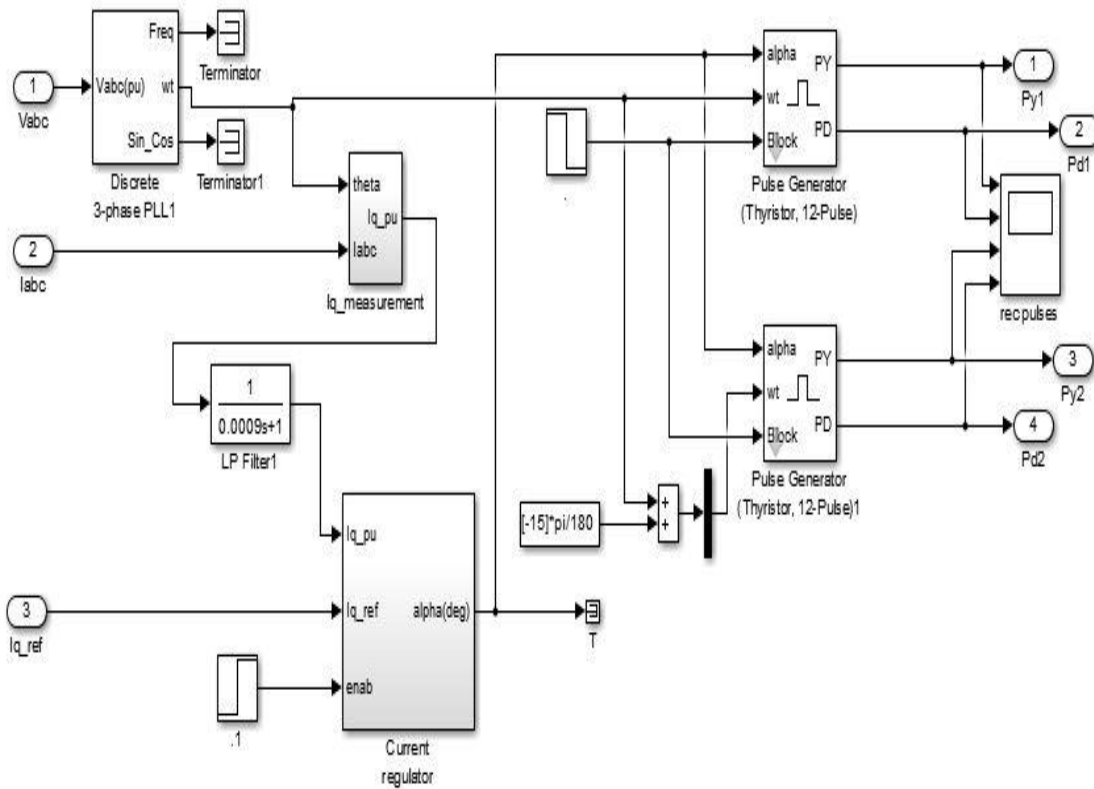 Freq
Vabc(pu)
wt
Sin_Cos
Discrete
3-phase PLL1
1
Vabc
Terminator
Terminator1
2
Iabc
theta
Iq_pu
Iabc
Iq_measurement
1
0.0009s+1
LP Filter1
3
Iq_ref
Iq_pu
Iq_ref
enab
alpha(deg)
Current
regulator
.1
T
.
alpha
wt
Block
PY
PD
Pulse Generator
(Thyristor, 12-Pulse)
1
Py1
2
Pd1
rec pulses
alpha
wt
Block
PY
PD
Pulse Generator
(Thyristor, 12-Pulse)1
3
Py2
4
Pd2
[-15]*pi/180
+
+